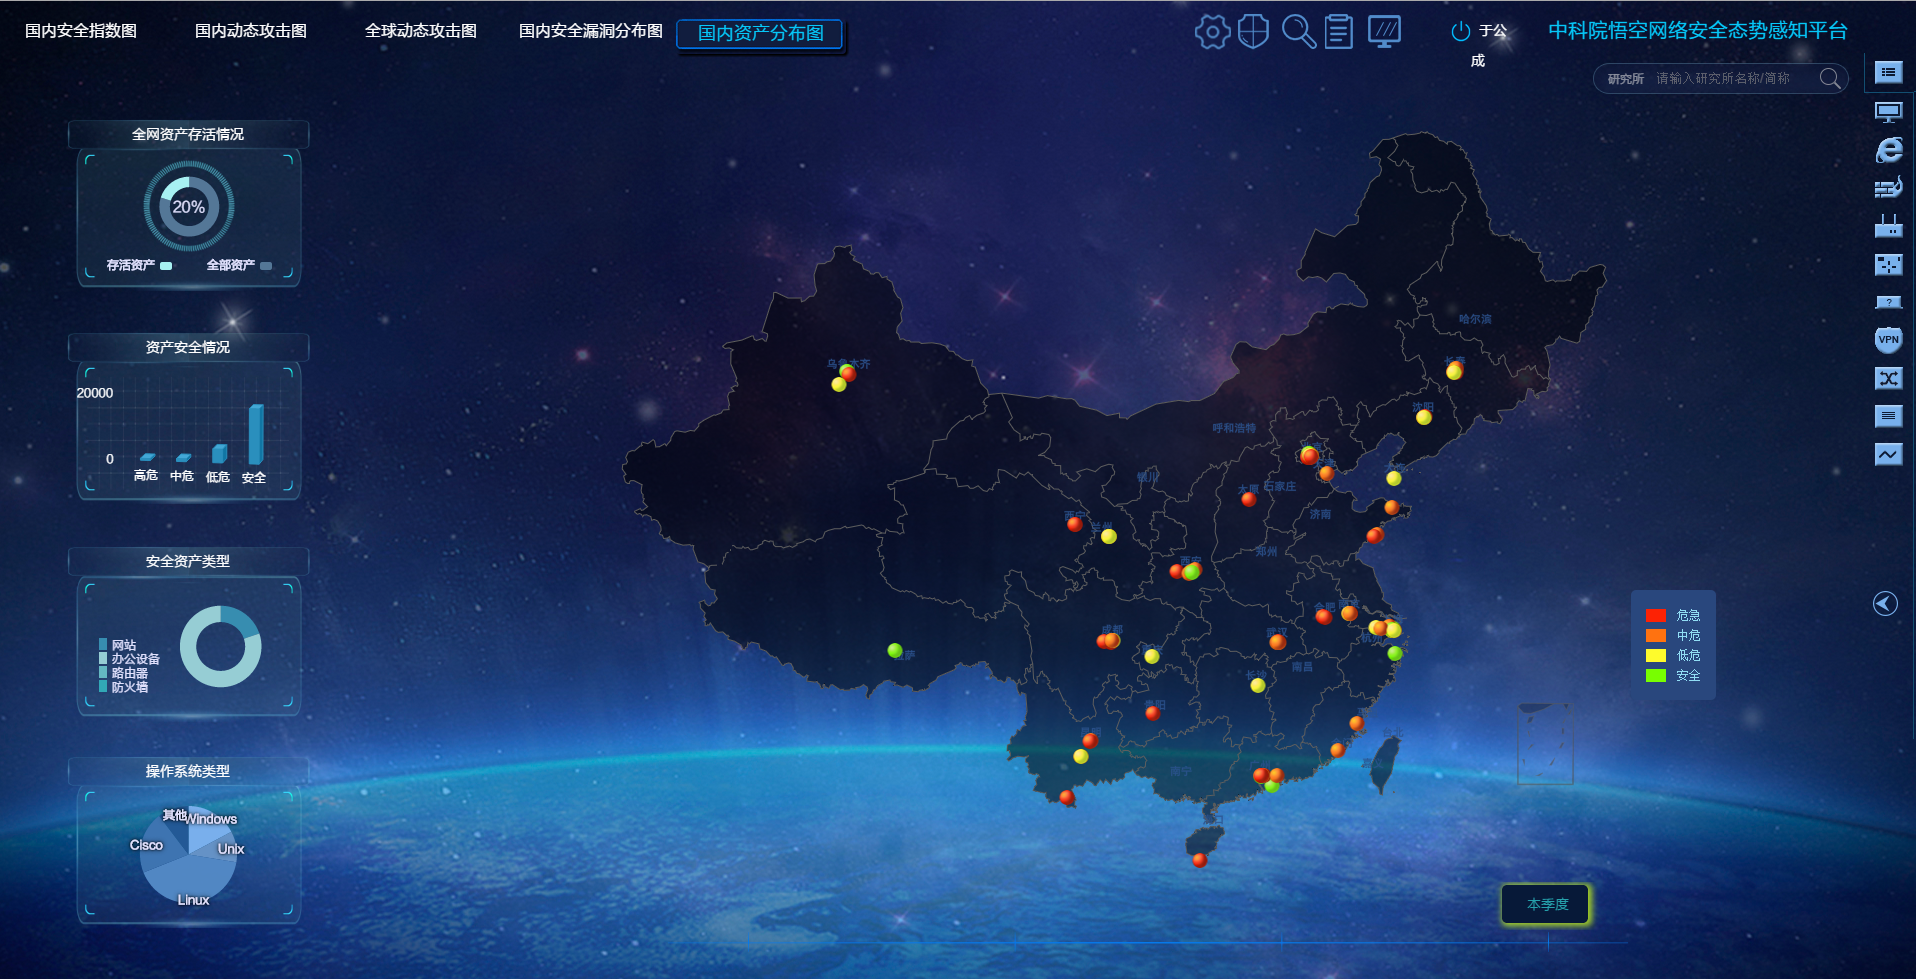 国内安全指数图
国内动态攻击图
全球动态攻击图
国内安全漏洞分布图
国内资产分布图
于公
成
中科院悟空网络安全态势感知平台
研究所 请输入研究所名称/简称
全网资产存活情况
20%
存活资产
全部资产
资产安全情况
20000
0
高危
中危
低危
安全
安全资产类型
网站
办公设备
路由器
防火墙
操作系统类型
其他
Windows
Cisco
Unix
Linux
哈尔滨
乌鲁木齐
长春
沈阳
呼和浩特
银川
太原
石家庄
西宁
兰州
济南
郑州
西安
合肥
成都
武汉
杭州
南昌
长沙
贵阳
昆明
台北
南宁
广州
?
VPN
危急
中危
低危
安全
本季度